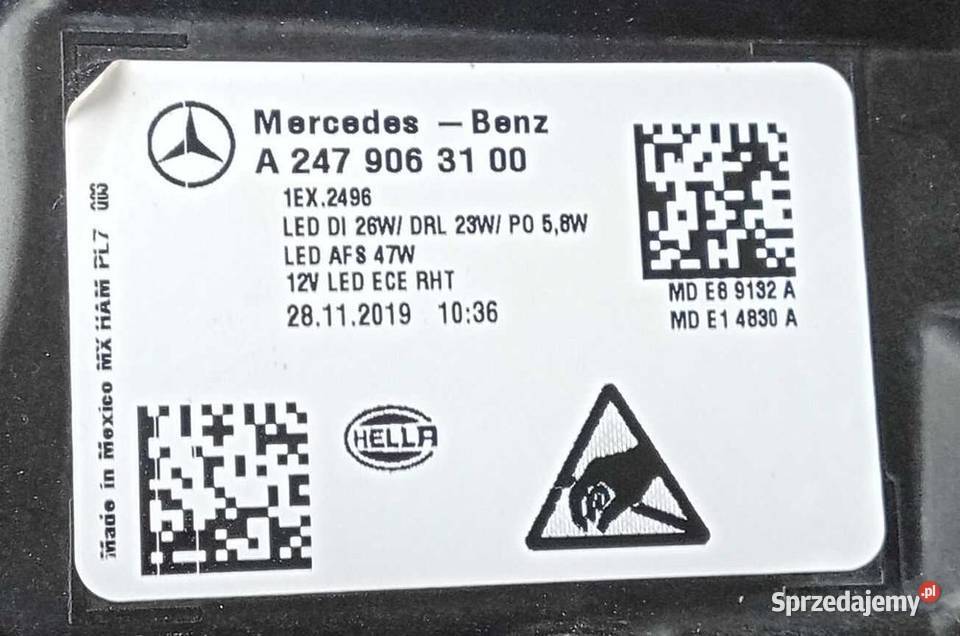 Mercedes – Benz
A 247 906 31 00
1EX.2496
LED DI 26W/ DRL 23W/ PO 5,8W
LED AFS 47W
12V LED ECE RHT
28.11.2019 10:36
MD E8 9132 A
MD E1 4830 A
Made in Mexico MX HAM PL7
HELLA
Sprzedajemy.pl